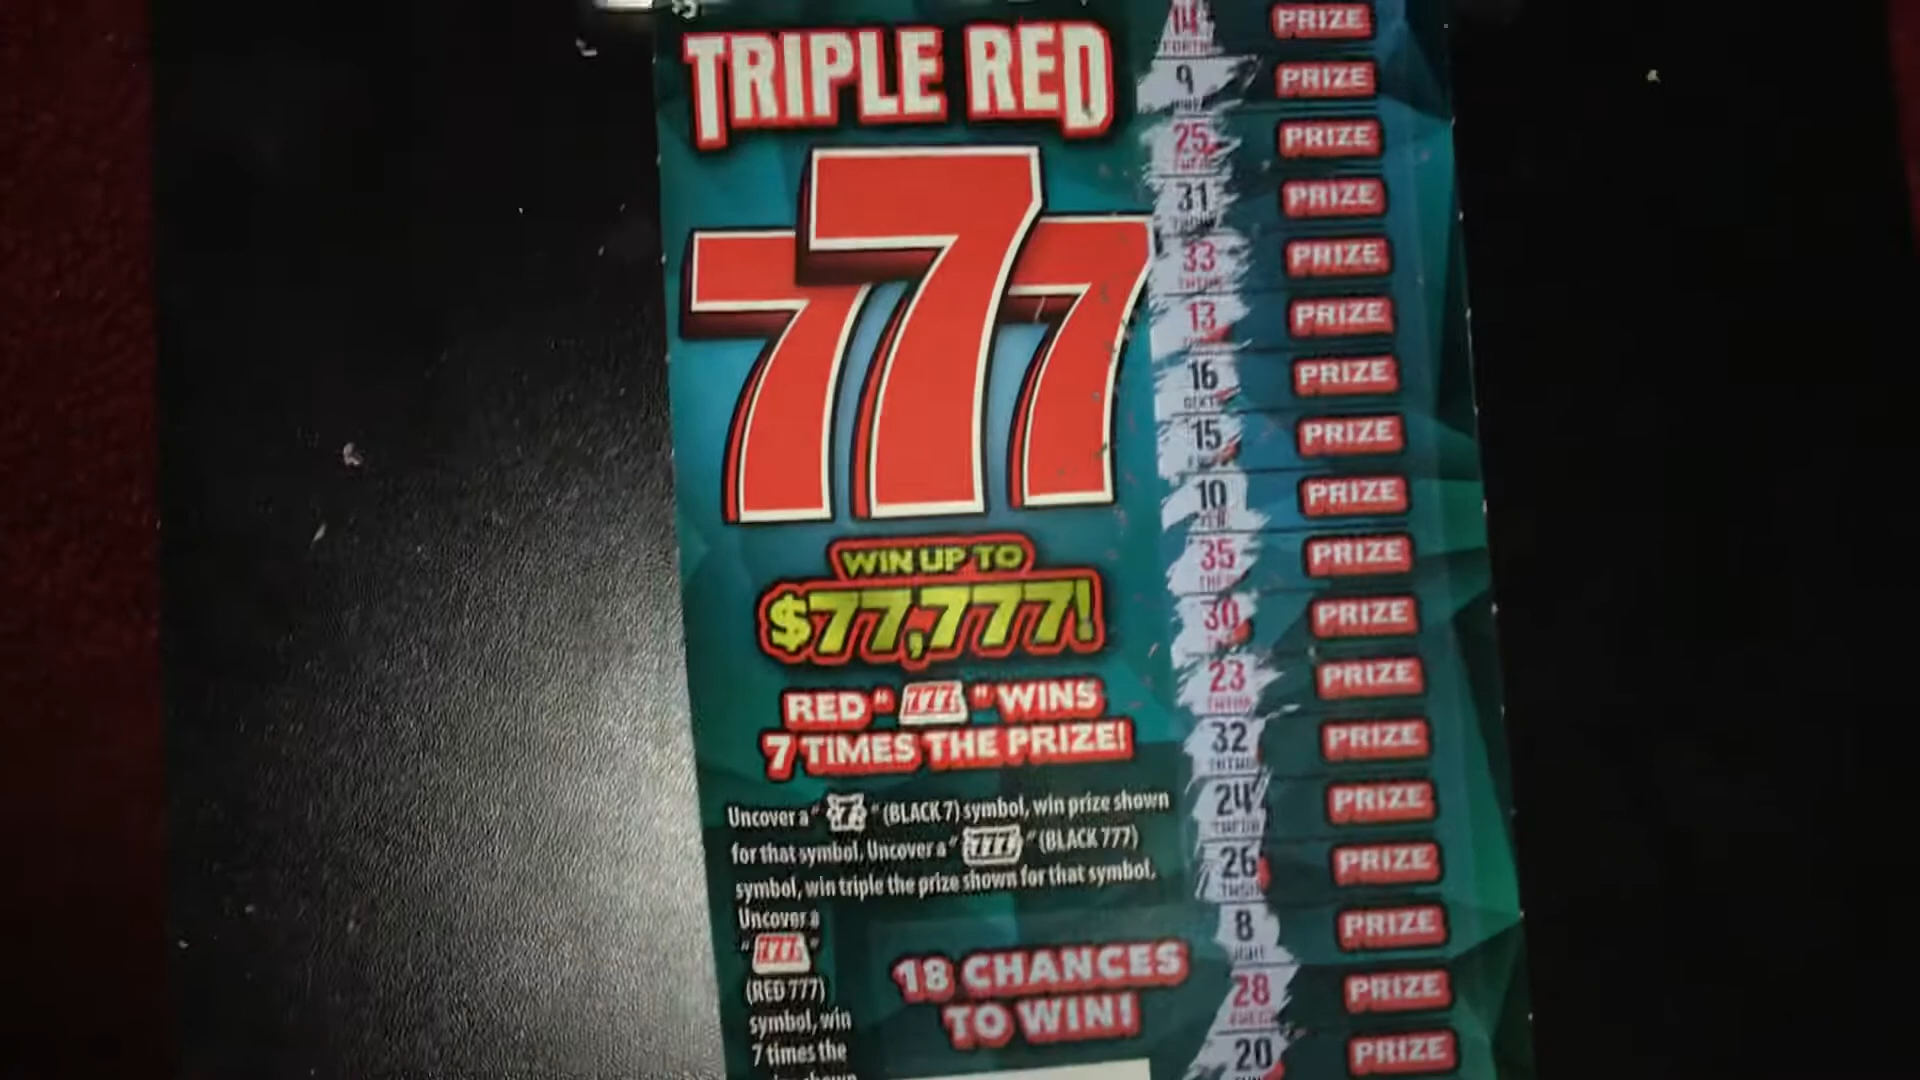 $5
TRIPLE RED
777
WIN UP TO
$77,777!
RED "777" WINS
7 TIMES THE PRIZE!
Uncover a "7" (BLACK 7) symbol, win prize shown
for that symbol. Uncover a "777" (BLACK 777)
symbol, win triple the prize shown for that symbol.
Uncover a
"777"
(RED 777)
symbol, win
7 times the
18 CHANCES
TO WIN!
14 PRIZE
9 PRIZE
25 PRIZE
31 PRIZE
33 PRIZE
13 PRIZE
16 PRIZE
15 PRIZE
10 PRIZE
35 PRIZE
30 PRIZE
23 PRIZE
32 PRIZE
24 PRIZE
26 PRIZE
8 PRIZE
28 PRIZE
20 PRIZE